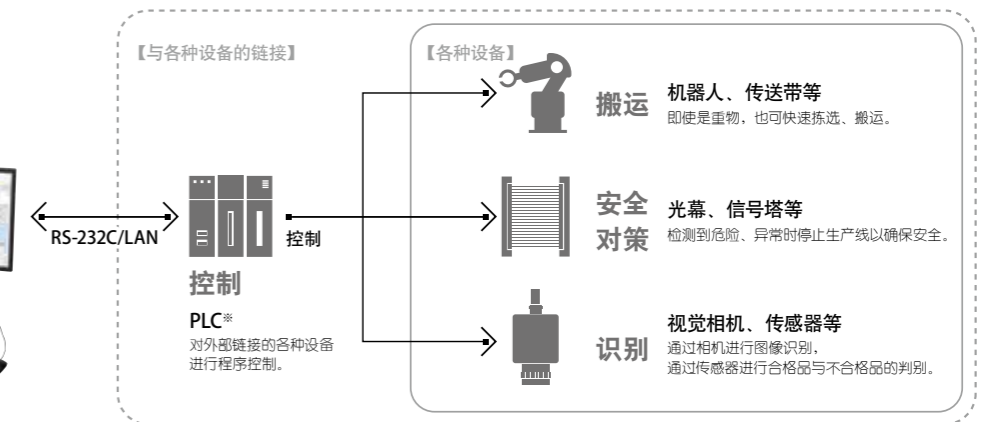 【与各种设备的链接】
【各种设备】
搬运
机器人、传送带等
即使是重物，也可快速拣选、搬运。
RS-232C/LAN
控制
控制
PLC※
对外部链接的各种设备
进行程序控制。
安全
对策
光幕、信号塔等
检测到危险、异常时停止生产线以确保安全。
识别
视觉相机、传感器等
通过相机进行图像识别，
通过传感器进行合格品与不合格品的判别。